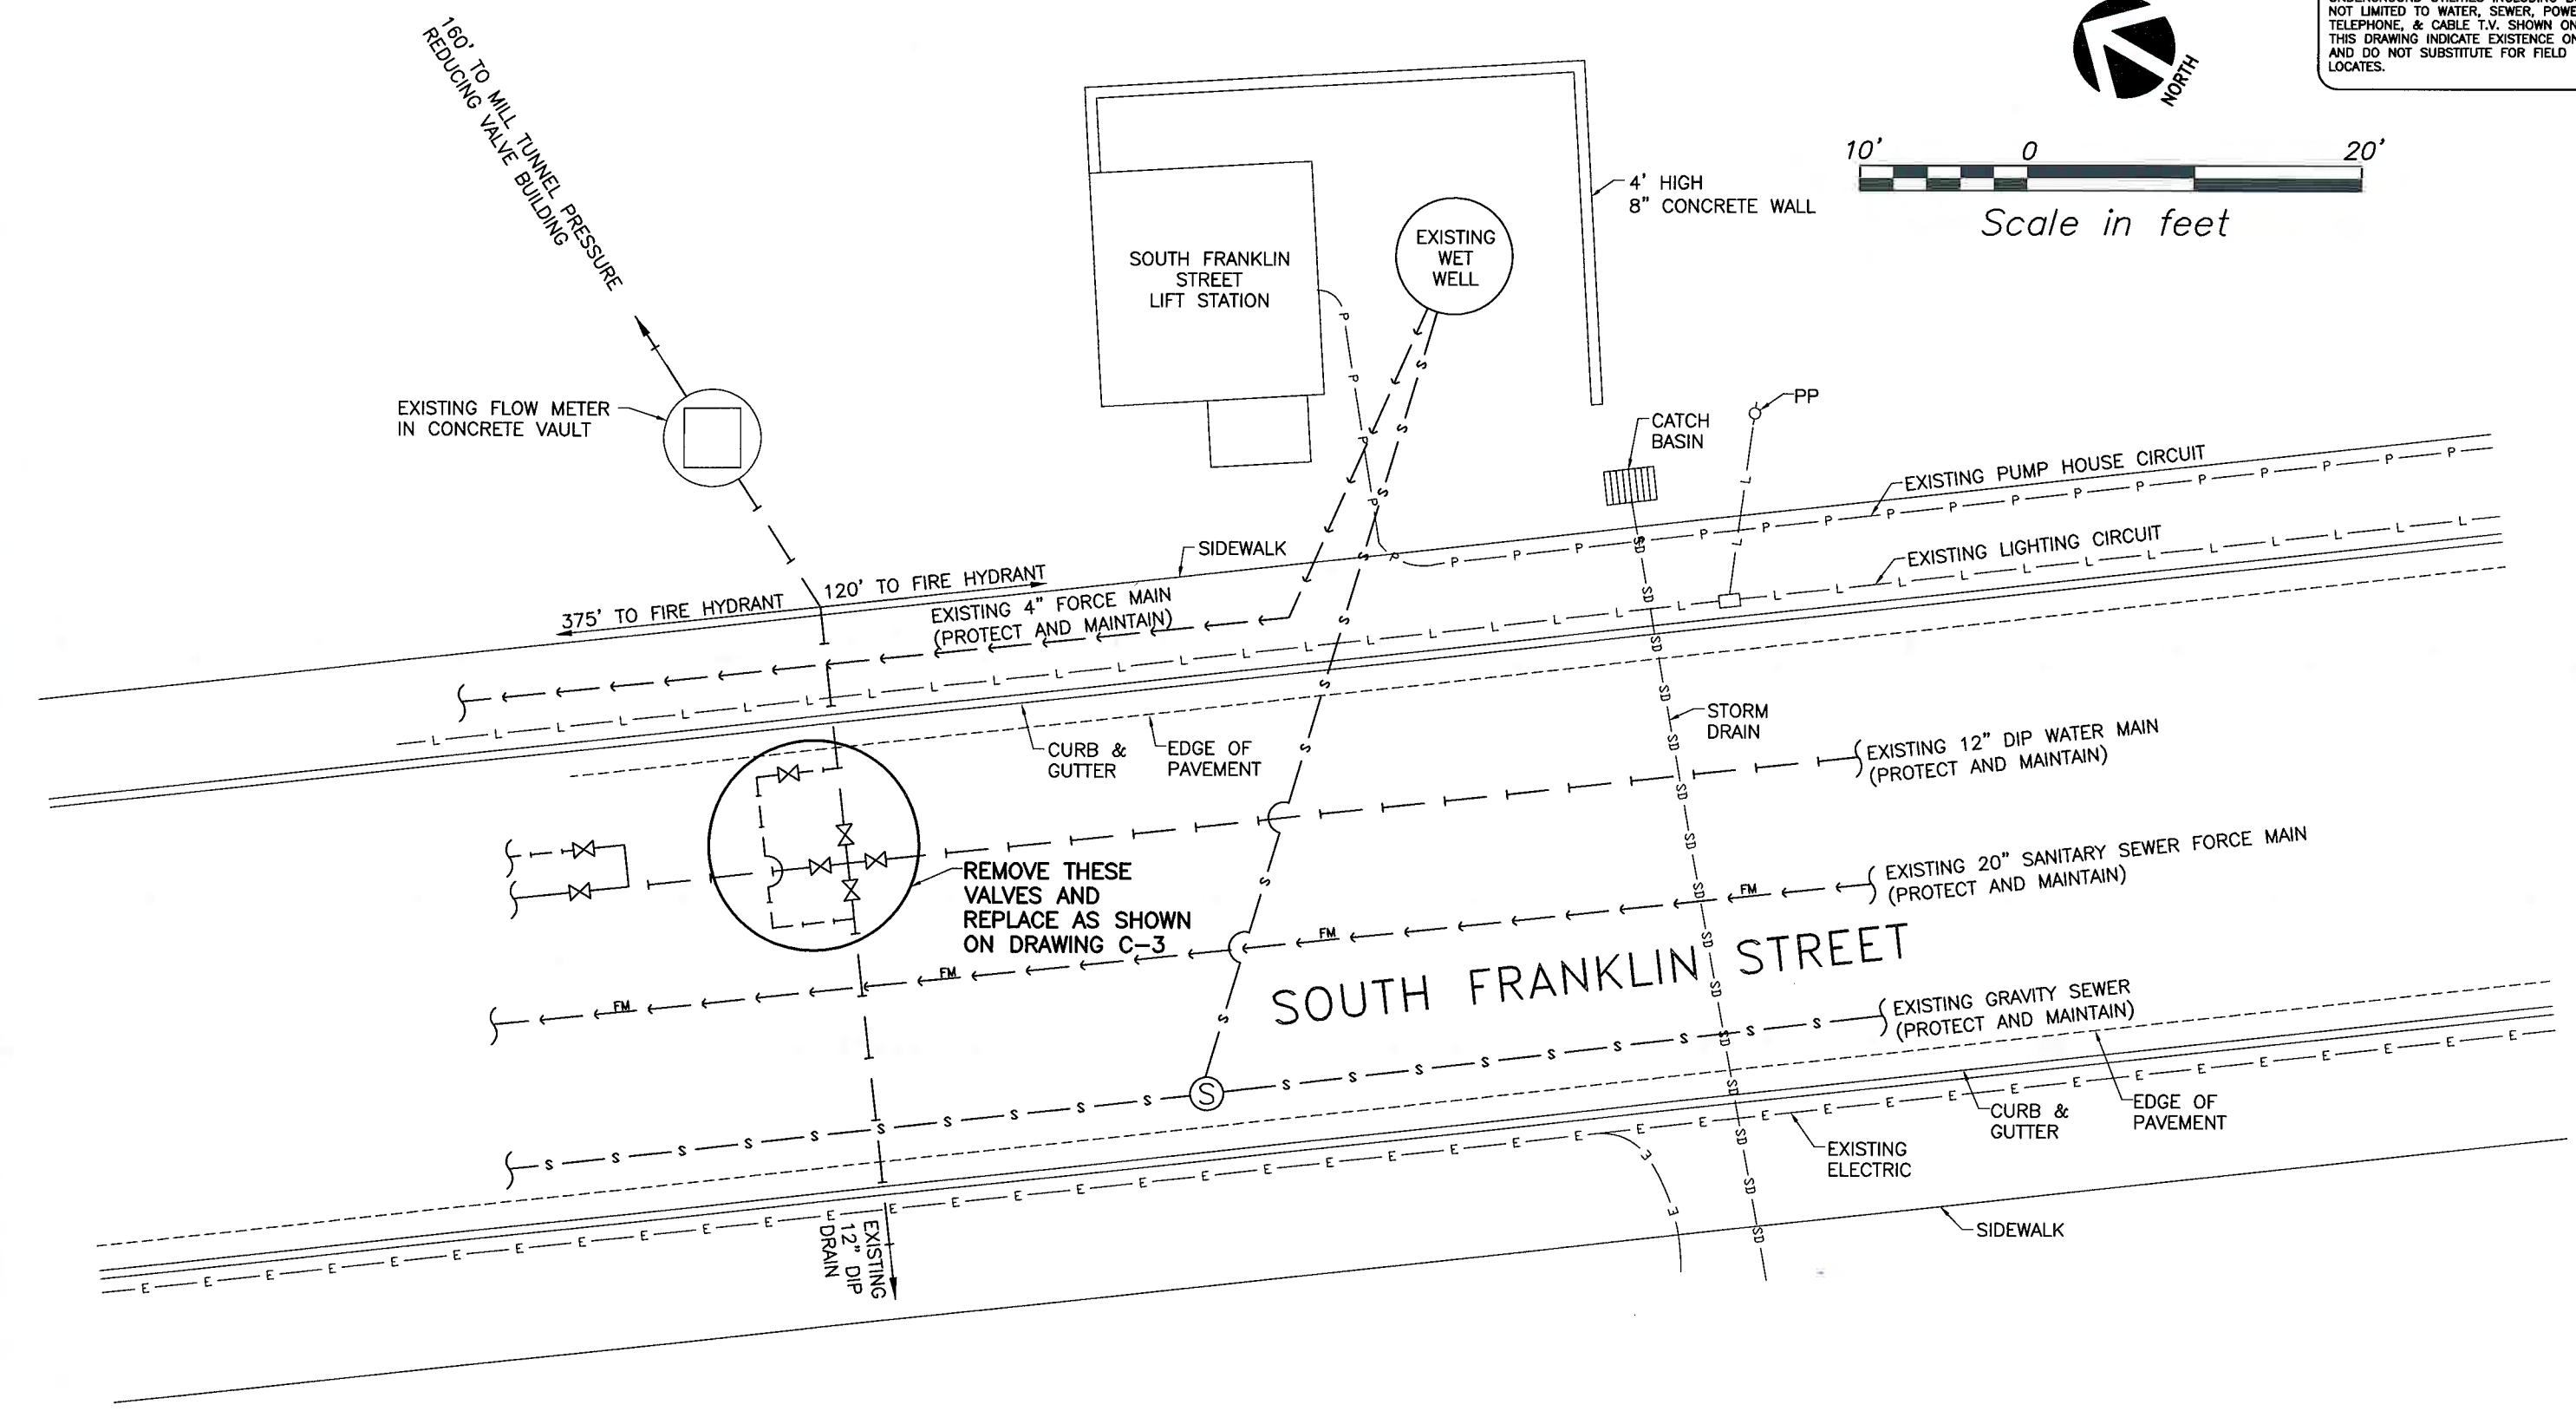 160' TO MILL TUNNEL PRESSURE
REDUCING VALVE BUILDING
NORTH
NOT LIMITED TO WATER, SEWER,
TELEPHONE, & CABLE T.V. SHOWN ON
THIS DRAWING INDICATE EXISTENCE
AND DO NOT SUBSTITUTE FOR FIELD
LOCATES.
10' 0 20'
Scale in feet
4' HIGH
8" CONCRETE WALL
SOUTH FRANKLIN
STREET
LIFT STATION
EXISTING
WET
WELL
EXISTING FLOW METER
IN CONCRETE VAULT
PP
CATCH
BASIN
EXISTING PUMP HOUSE CIRCUIT
EXISTING LIGHTING CIRCUIT
SIDEWALK
375' TO FIRE HYDRANT
120' TO FIRE HYDRANT
EXISTING 4" FORCE MAIN
(PROTECT AND MAINTAIN)
STORM
DRAIN
CURB &
GUTTER
EDGE OF
PAVEMENT
EXISTING 12" DIP WATER MAIN
(PROTECT AND MAINTAIN)
REMOVE THESE
VALVES AND
REPLACE AS SHOWN
ON DRAWING C-3
EXISTING 20" SANITARY SEWER FORCE MAIN
(PROTECT AND MAINTAIN)
FM FM FM FM
SOUTH FRANKLIN STREET
EXISTING GRAVITY SEWER
(PROTECT AND MAINTAIN)
S
CURB &
GUTTER
EDGE OF
PAVEMENT
EXISTING
ELECTRIC
SIDEWALK
EXISTING
12" DIP
DRAIN